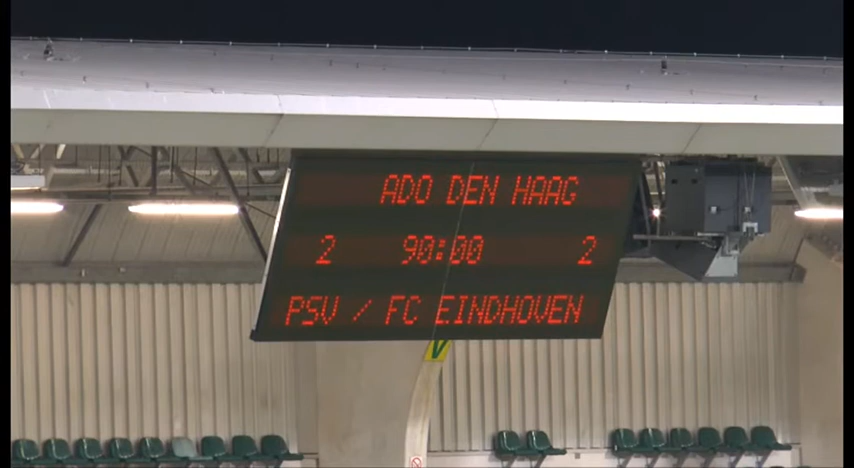 ADO DEN HAAG
2 90:00 2
PSV / FC EINDHOVEN
V